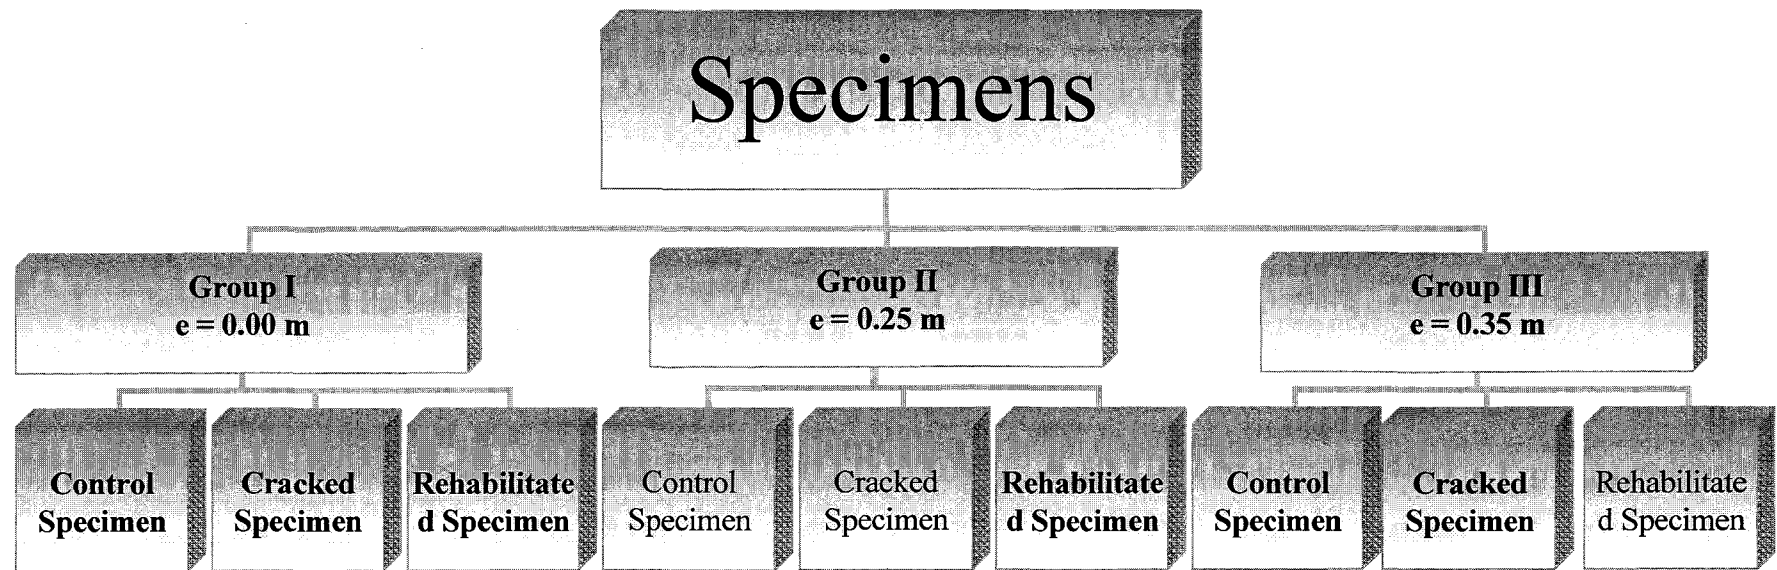 Specimens
Group I
e = 0.00 m
Group II
e = 0.25 m
Group III
e = 0.35 m
Control
Specimen
Cracked
Specimen
Rehabilitate
d Specimen
Control
Specimen
Cracked
Specimen
Rehabilitate
d Specimen
Control
Specimen
Cracked
Specimen
Rehabilitate
d Specimen